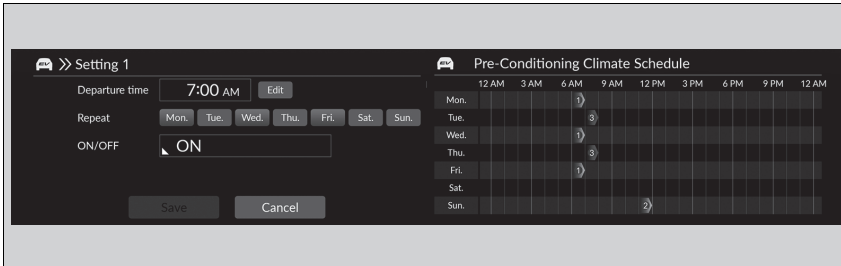 EV Setting 1
Departure time 7:00 AM Edit
Repeat Mon. Tue. Wed. Thu. Fri. Sat. Sun.
ON/OFF ON
Save Cancel
EV Pre-Conditioning Climate Schedule
12 AM 3 AM 6 AM 9 AM 12 PM 3 PM 6 PM 9 PM 12 AM
Mon. 1
Tue. 3
Wed. 1
Thu. 3
Fri. 1
Sat.
Sun. 2